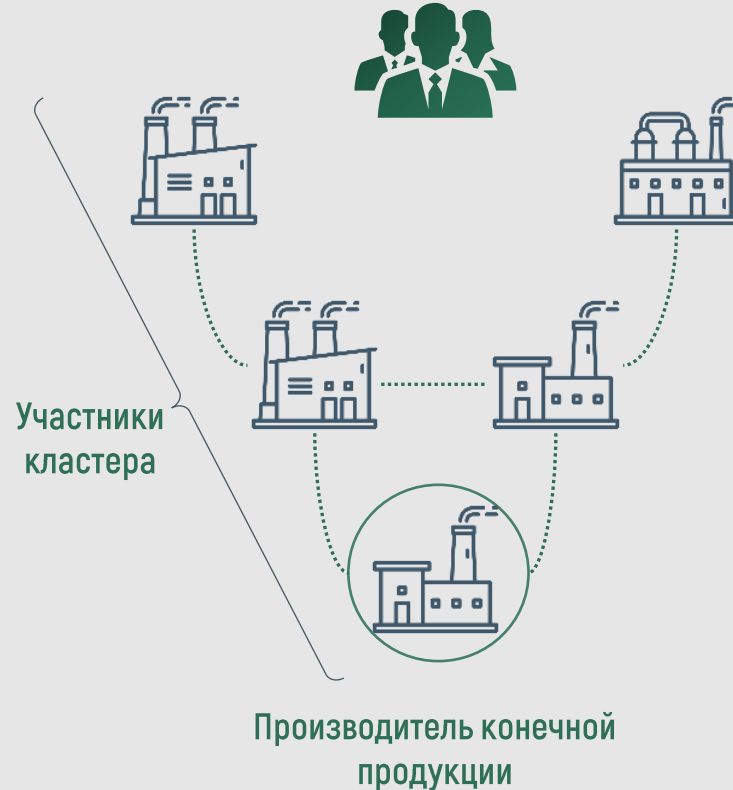 Участники
кластера
Производитель конечной
продукции